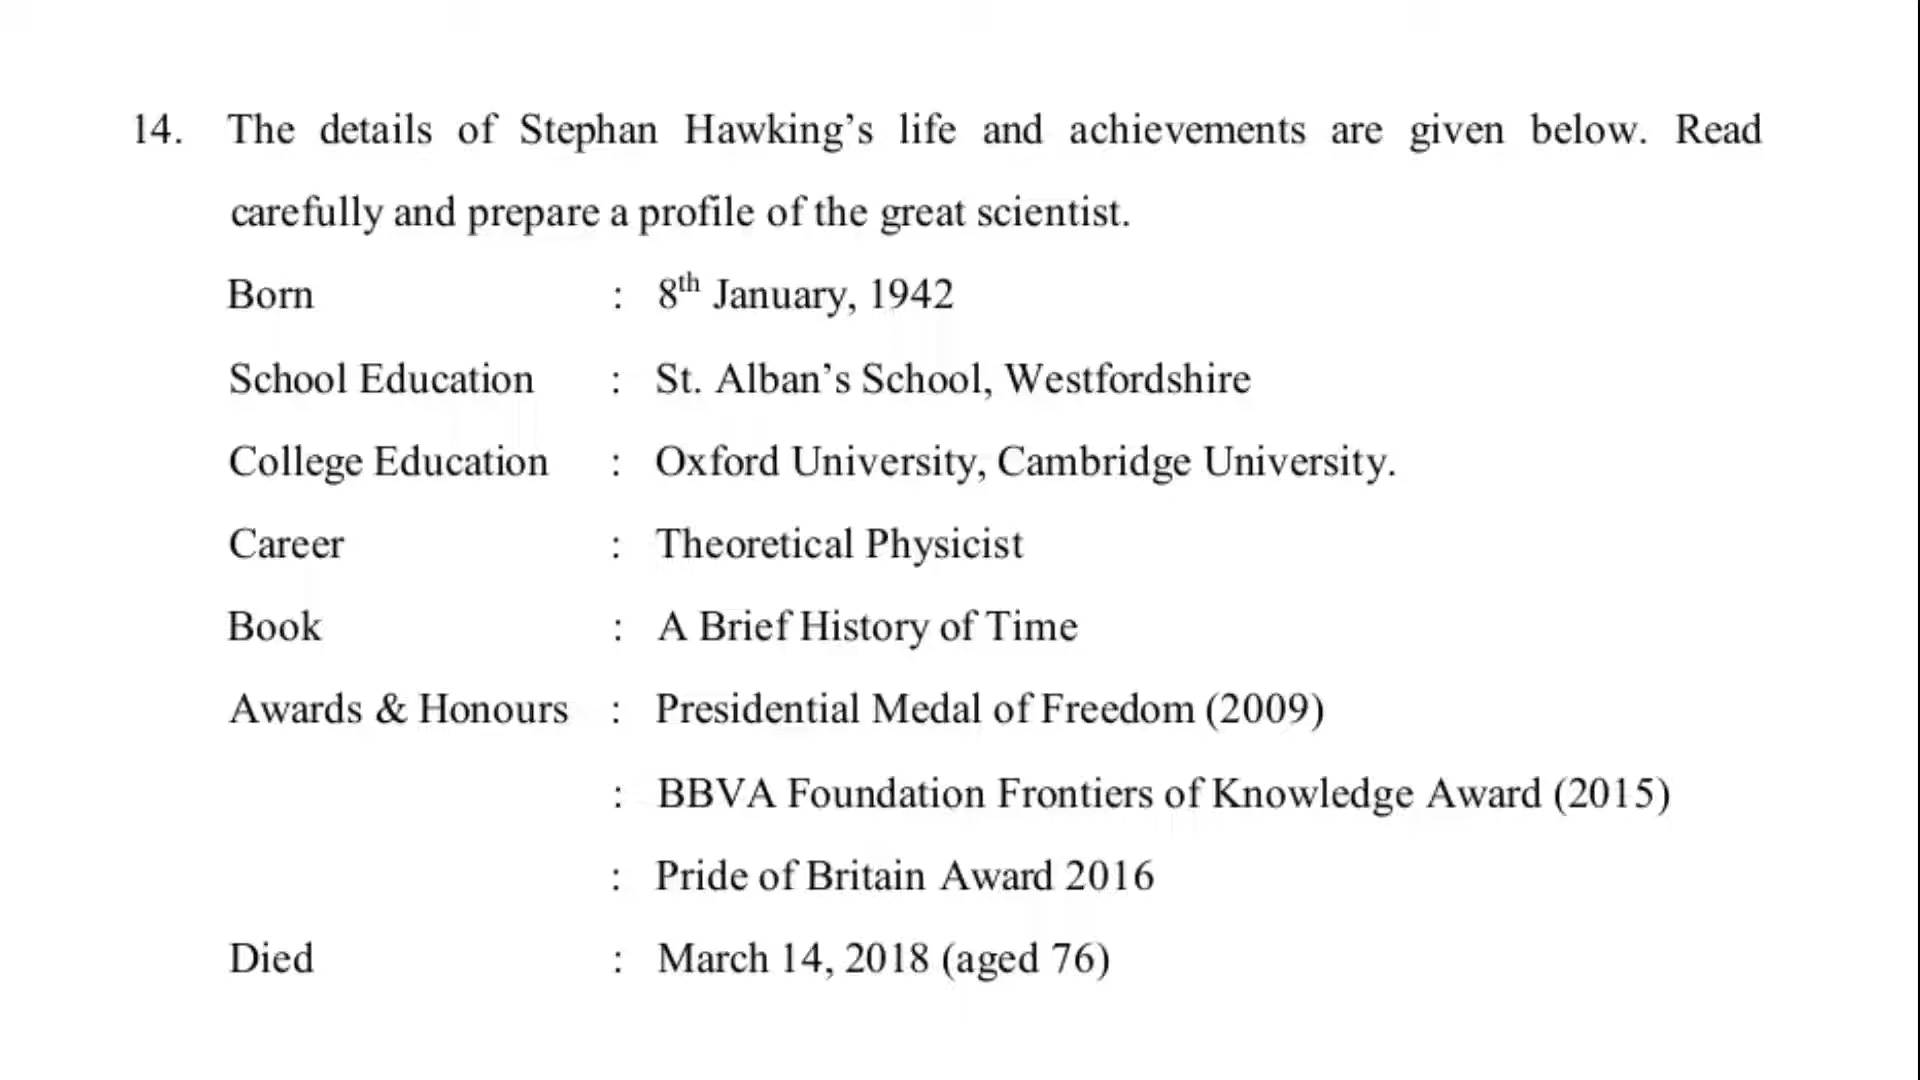 14. The details of Stephan Hawking’s life and achievements are given below. Read
carefully and prepare a profile of the great scientist.
Born : 8th January, 1942
School Education : St. Alban’s School, Westfordshire
College Education : Oxford University, Cambridge University.
Career : Theoretical Physicist
Book : A Brief History of Time
Awards & Honours : Presidential Medal of Freedom (2009)
: BBVA Foundation Frontiers of Knowledge Award (2015)
: Pride of Britain Award 2016
Died : March 14, 2018 (aged 76)